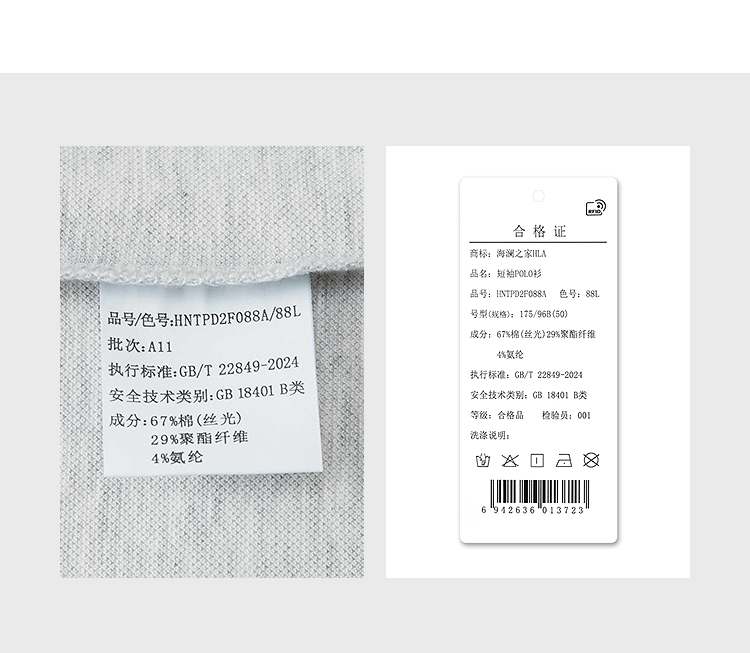 品号/色号:HNTPD2F088A/88L
批次:A11
执行标准:GB/T 22849-2024
安全技术类别:GB 18401 B类
成分:67%棉(丝光)
29%聚酯纤维
4%氨纶
RFID
合格证
商标: 海澜之家HLA
品名: 短袖POLO衫
品号: HNTPD2F088A 色号: 88L
号型(规格): 175/96B(50)
成分: 67%棉(丝光)29%聚酯纤维
4%氨纶
执行标准: GB/T 22849-2024
安全技术类别: GB 18401 B类
等级: 合格品 检验员: 001
洗涤说明:
6 942636 013723